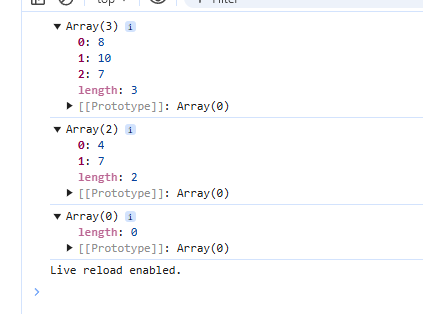 top
Filter
Array(3) i
0: 8
1: 10
2: 7
length: 3
[[Prototype]]: Array(0)
Array(2) i
0: 4
1: 7
length: 2
[[Prototype]]: Array(0)
Array(0) i
length: 0
[[Prototype]]: Array(0)
Live reload enabled.